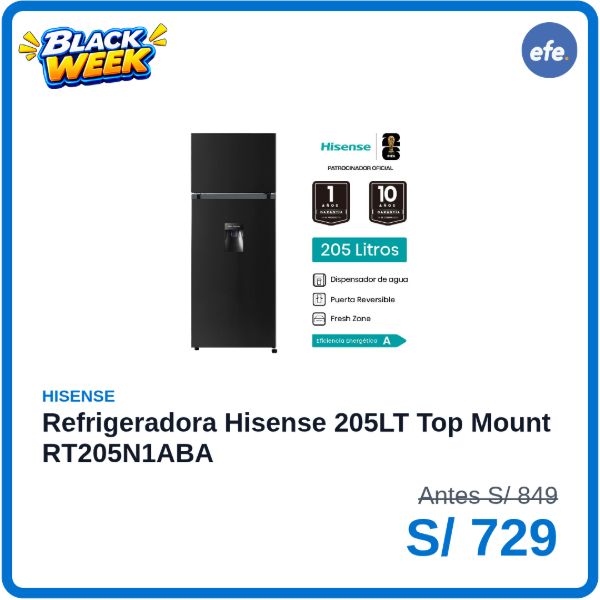 BLACK
WEEK
efe.
Hisense
PATROCINADOR OFICIAL
1
AÑOS
GARANTÍA
10
AÑOS
GARANTÍA
205 Litros
Dispensador de agua
Puerta Reversible
Fresh Zone
Eficiencia Energética A
HISENSE
Refrigeradora Hisense 205LT Top Mount
RT205N1ABA
Antes S/ 849
S/ 729